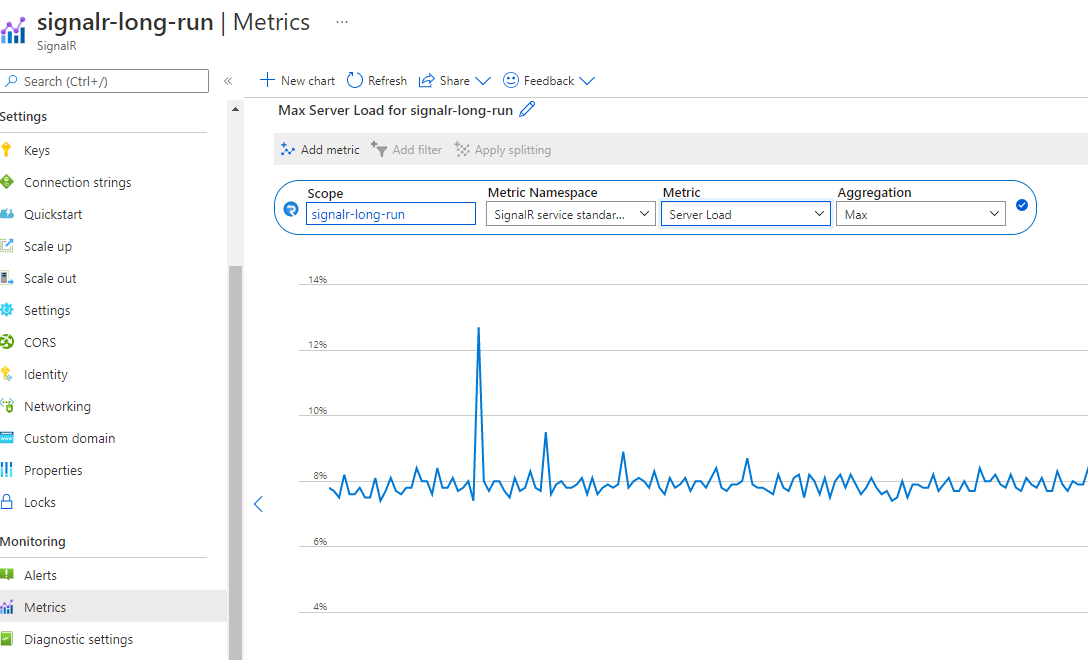 signalr-long-run | Metrics ...
SignalR
Search (Ctrl+/)
«
New chart Refresh Share Feedback
Settings
Keys
Connection strings
Quickstart
Scale up
Scale out
Settings
CORS
Identity
Networking
Custom domain
Properties
Locks
Monitoring
Alerts
Metrics
Diagnostic settings
Max Server Load for signalr-long-run
Add metric Add filter Apply splitting
Scope Metric Namespace Metric Aggregation
signalr-long-run SignalR service standar... Server Load Max
14%
12%
10%
8%
6%
4%